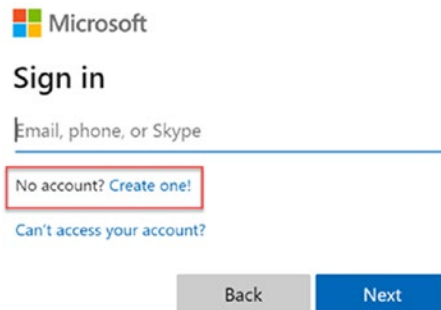 Microsoft
Sign in
Email, phone, or Skype
No account? Create one!
Can't access your account?
Back Next